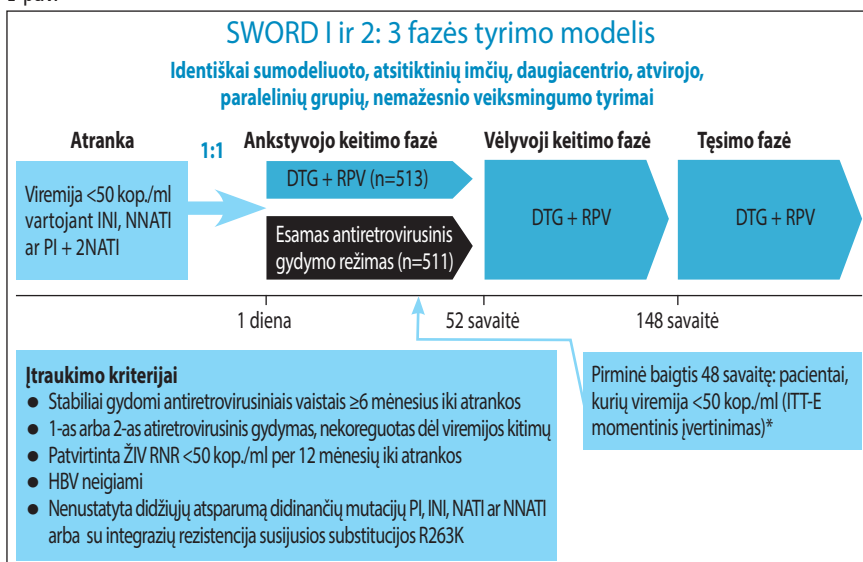 SWORD I ir 2: 3 fazės tyrimo modelis
Identiškai sumodeliuoto, atsitiktinių imčių, daugiacentrio, atvirojo,
paralelinių grupių, nemažesnio veiksmingumo tyrimai
Atranka
1:1
Ankstyvojo keitimo fazė
Vėlyvoji keitimo fazė
Tęsimo fazė
Viremija <50 kop./ml
vartojant INI, NNATI
ar PI + 2NATI
DTG + RPV (n=513)
Esamas antiretrovirusinis
gydymo režimas (n=511)
DTG + RPV
DTG + RPV
1 diena
52 savaitė
148 savaitė
Įtraukimo kriterijai
● Stabiliai gydomi antiretrovirusiniais vaistais ≥6 mėnesius iki atrankos
● 1-as arba 2-as atiretrovirusinis gydymas, nekoreguotas dėl viremijos kitimų
● Patvirtinta ŽIV RNR <50 kop./ml per 12 mėnesių iki atrankos
● HBV neigiami
● Nenustatyta didžiųjų atsparumą didinančių mutacijų PI, INI, NATI ar NNATI
arba su integrazių rezistencija susijusios substitucijos R263K
Pirminė baigtis 48 savaitę: pacientai,
kurių viremija <50 kop./ml (ITT-E
momentinis įvertinimas)*